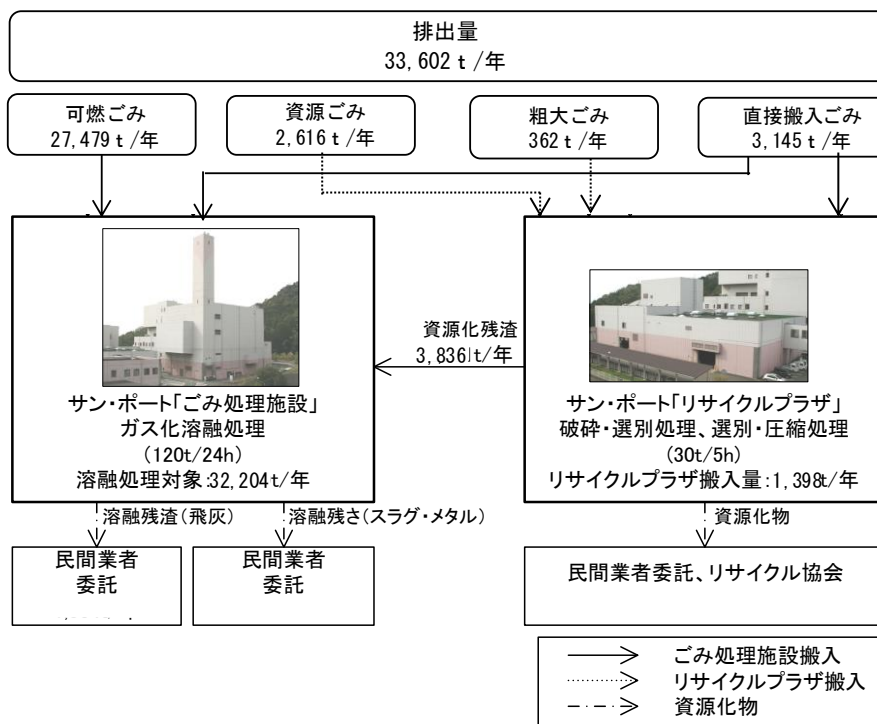 排出量
33,602 t /年
可燃ごみ
27,479 t /年
資源ごみ
2,616 t /年
粗大ごみ
362 t /年
直接搬入ごみ
3,145 t /年
資源化残渣
3,836 t/年
サン・ポート「ごみ処理施設」
ガス化溶融処理
(120t/24h)
溶融処理対象:32,204t/年
サン・ポート「リサイクルプラザ」
破砕・選別処理、選別・圧縮処理
(30t/5h)
リサイクルプラザ搬入量:1,398t/年
溶融残渣(飛灰)
溶融残さ(スラグ・メタル)
資源化物
民間業者
委託
民間業者
委託
民間業者委託、リサイクル協会
ごみ処理施設搬入
リサイクルプラザ搬入
資源化物